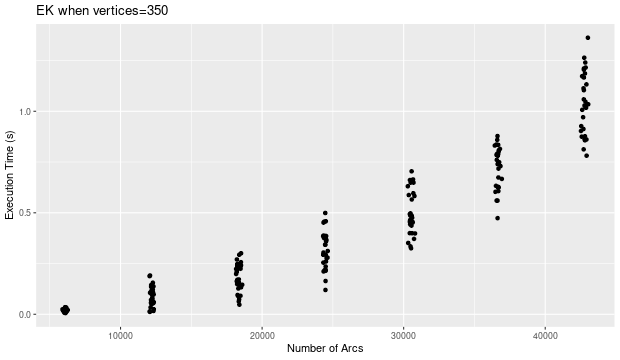 EK when vertices=350
Execution Time (s)
1.0
0.5
0.0
10000 20000 30000 40000
Number of Arcs